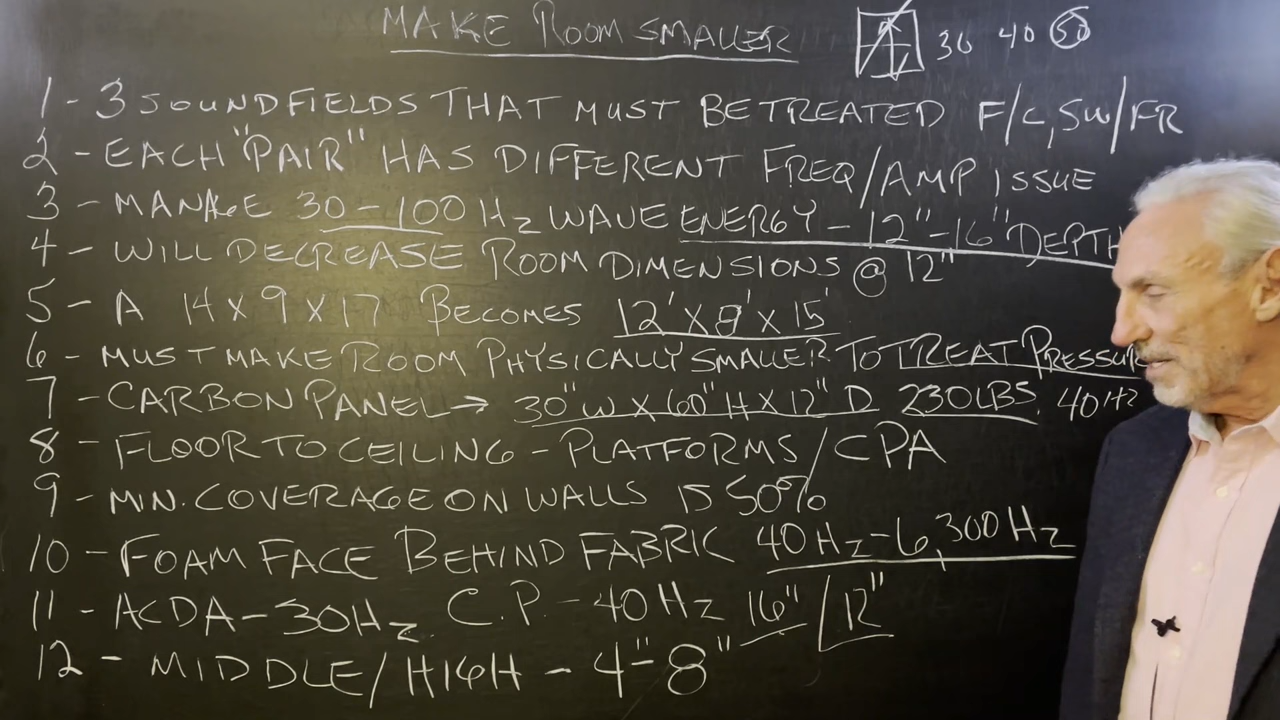 MAKE ROOM SMALLER
30 40 50
1 - 3 SOUND FIELDS THAT MUST BE TREATED F/C, SW/FR
2 - EACH "PAIR" HAS DIFFERENT FREQ/AMP ISSUE
3 - MANAGE 30-100 Hz WAVE ENERGY - 12"-16" DEPTH
4 - WILL DECREASE ROOM DIMENSIONS @ 12"
5 - A 14 X 9 X 17 BECOMES 12' X 8' X 15'
6 - MUST MAKE ROOM PHYSICALLY SMALLER TO TREAT PRESSUR
7 - CARBON PANEL → 30" W X 60" H X 12" D 230 LBS. 40 Hz
8 - FLOOR TO CEILING - PLATFORMS/CPA
9 - MIN. COVERAGE ON WALLS IS 50%
10 - FOAM FACE BEHIND FABRIC 40 Hz - 6,300 Hz
11 - ACDA - 30 Hz. C.P. - 40 Hz 16" / 12"
12 - MIDDLE/HIGH - 4" - 8"